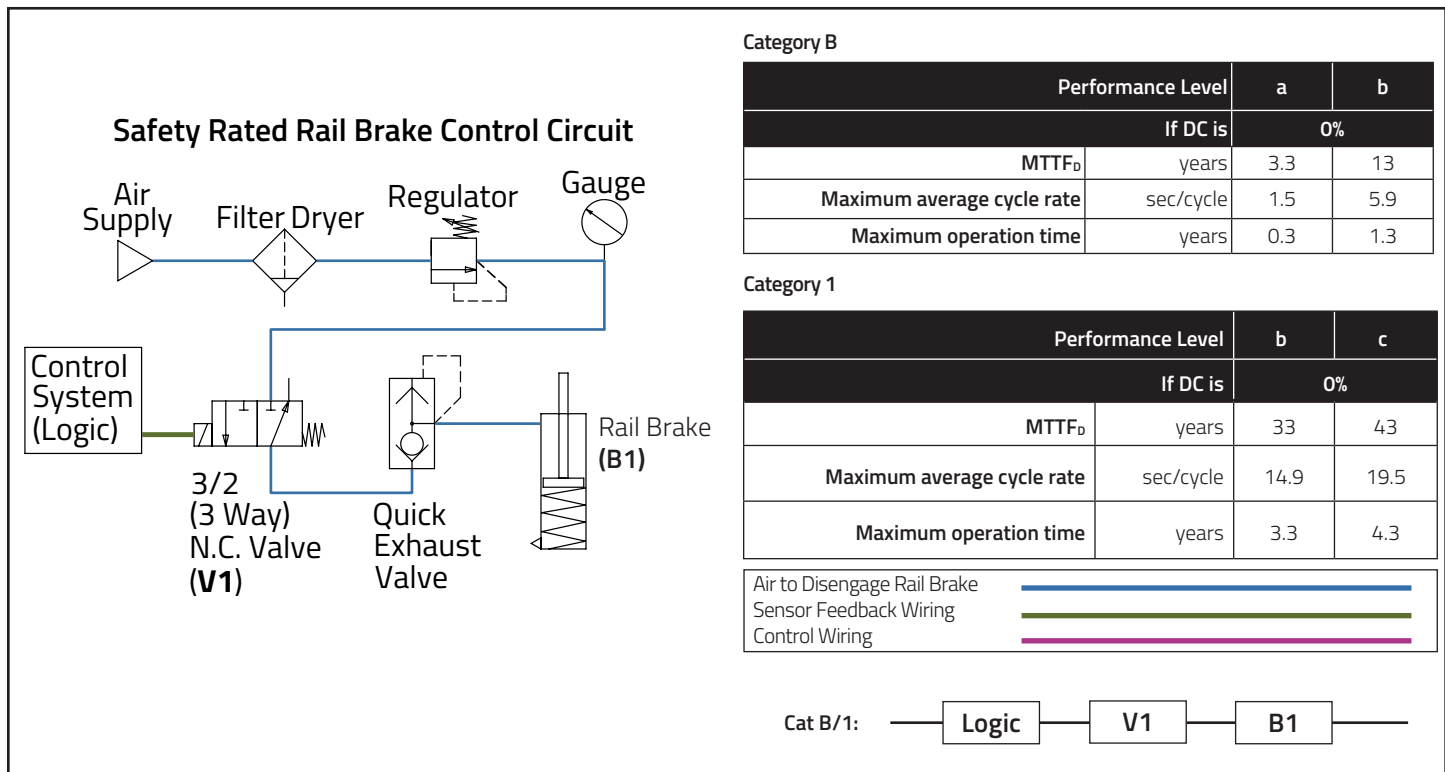 Safety Rated Rail Brake Control Circuit
Air
Supply
Filter Dryer
Regulator
Gauge
Control
System
(Logic)
3/2
(3 Way)
N.C. Valve
(V1)
Quick
Exhaust
Valve
Rail Brake
(B1)
Category B
Performance Level a b
If DC is 0%
MTTFD years 3.3 13
Maximum average cycle rate sec/cycle 1.5 5.9
Maximum operation time years 0.3 1.3
Category 1
Performance Level b c
If DC is 0%
MTTFD years 33 43
Maximum average cycle rate sec/cycle 14.9 19.5
Maximum operation time years 3.3 4.3
Air to Disengage Rail Brake
Sensor Feedback Wiring
Control Wiring
Cat B/1: Logic V1 B1